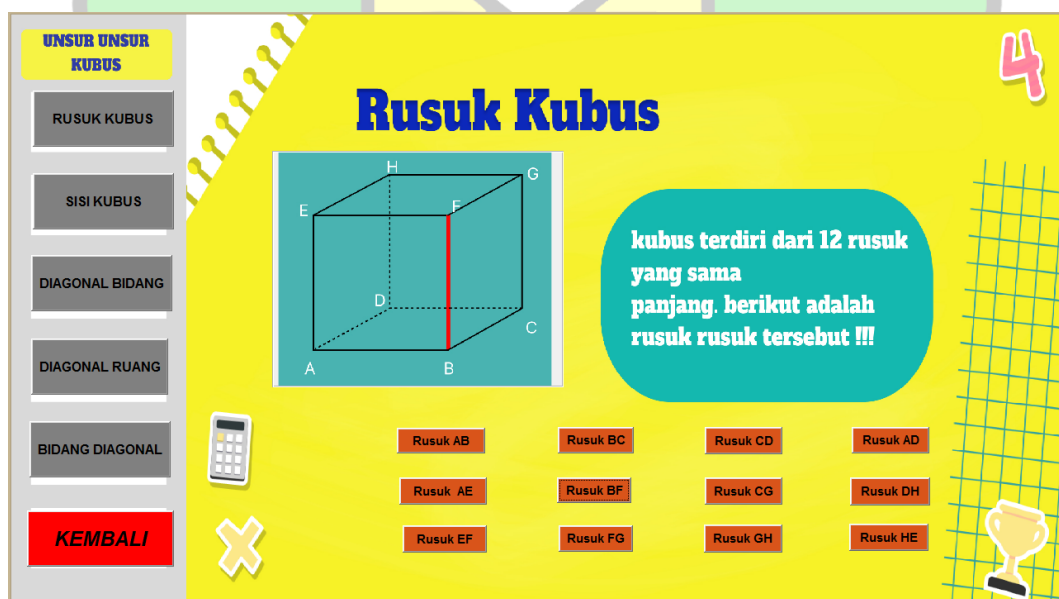 UNSUR UNSUR
KUBUS
RUSUK KUBUS
SISI KUBUS
DIAGONAL BIDANG
DIAGONAL RUANG
BIDANG DIAGONAL
KEMBALI
4
Rusuk Kubus
H
G
E
F
D
C
A
B
kubus terdiri dari 12 rusuk
yang sama
panjang. berikut adalah
rusuk rusuk tersebut !!!
Rusuk AB
Rusuk BC
Rusuk CD
Rusuk AD
Rusuk AE
Rusuk BF
Rusuk CG
Rusuk DH
Rusuk EF
Rusuk FG
Rusuk GH
Rusuk HE